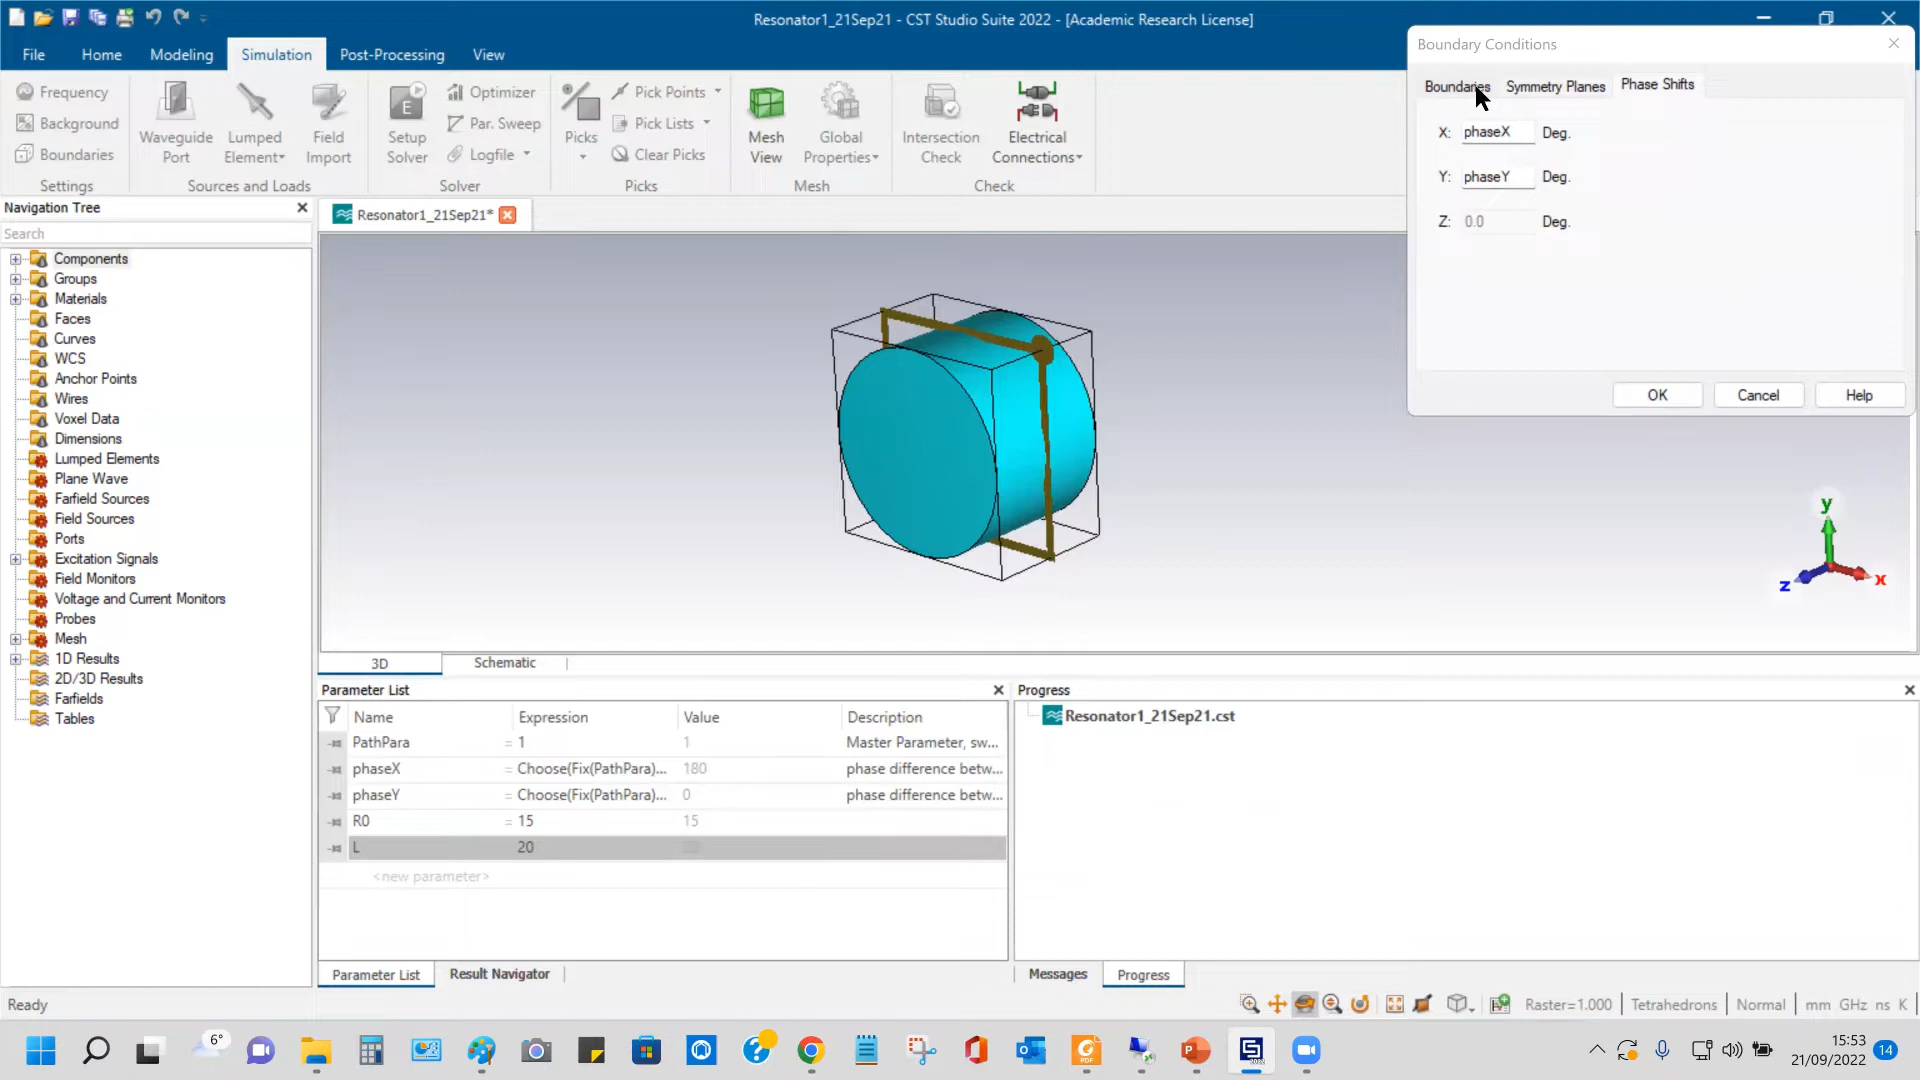 Resonator1_21Sep21 - CST Studio Suite 2022 - [Academic Research License]
File Home Modeling Simulation Post-Processing View
Frequency
Background
Boundaries
Settings
Waveguide Port
Lumped Element
Field Import
Sources and Loads
Setup Solver
Optimizer
Par. Sweep
Logfile
Solver
Picks
Pick Points
Pick Lists
Clear Picks
Picks
Mesh View
Global Properties
Mesh
Intersection Check
Electrical Connections
Check
Boundary Conditions
Boundaries Symmetry Planes Phase Shifts
X: phaseX Deg.
Y: phaseY Deg.
Z: 0.0 Deg.
OK Cancel Help
Navigation Tree
Search
Components
Groups
Materials
Faces
Curves
WCS
Anchor Points
Wires
Voxel Data
Dimensions
Lumped Elements
Plane Wave
Farfield Sources
Field Sources
Ports
Excitation Signals
Field Monitors
Voltage and Current Monitors
Probes
Mesh
1D Results
2D/3D Results
Farfields
Tables
Resonator1_21Sep21*
y
x
z
3D Schematic
Parameter List
Name Expression Value Description
PathPara = 1 1 Master Parameter, sw...
phaseX = Choose(Fix(PathPara)... 180 phase difference betw...
phaseY = Choose(Fix(PathPara)... 0 phase difference betw...
R0 = 15 15
L 20
<new parameter>
Parameter List Result Navigator
Progress
Resonator1_21Sep21.cst
Messages Progress
Ready
Raster=1.000 Tetrahedrons Normal mm GHz ns K
6°
15:53
21/09/2022
14